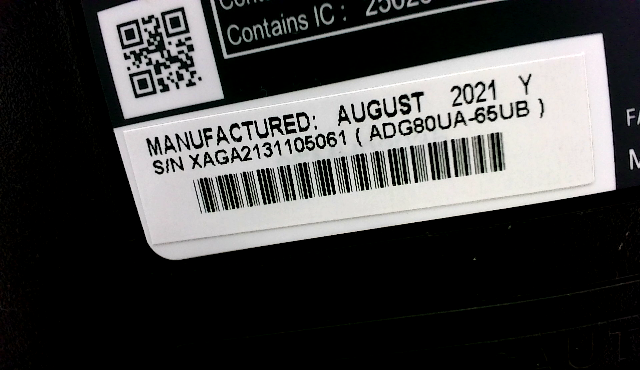 Contains IC :
MANUFACTURED: AUGUST 2021 Y
S/N XAGA2131105061 ( ADG80UA-65UB )